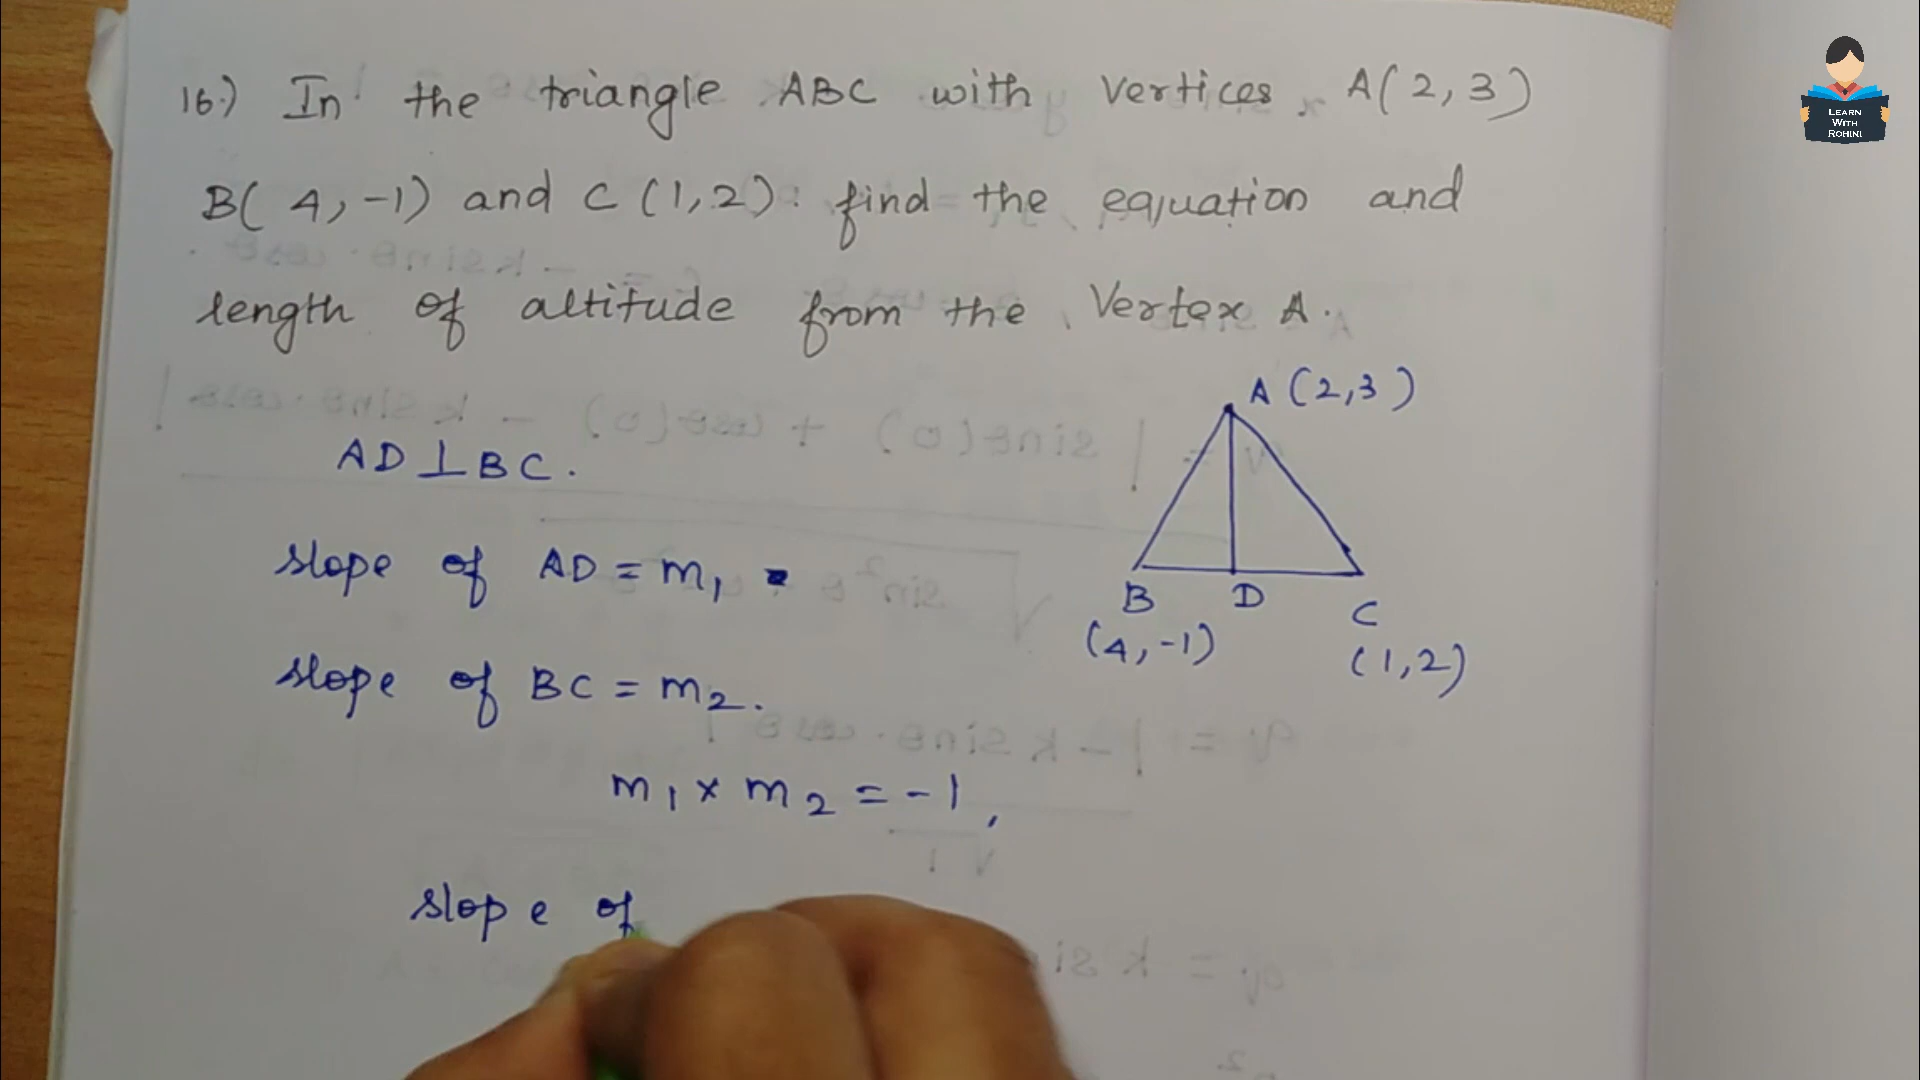 16.) In the triangle ABC with vertices A(2,3)
B(4,-1) and C(1,2). find the equation and
length of altitude from the Vertex A.
A(2,3)
AD⊥BC.
slope of AD = m₁
slope of BC = m₂.
B
D
C
(4,-1)
(1,2)
m₁ × m₂ = -1,
slope of
LEARN
WITH
ROHINI